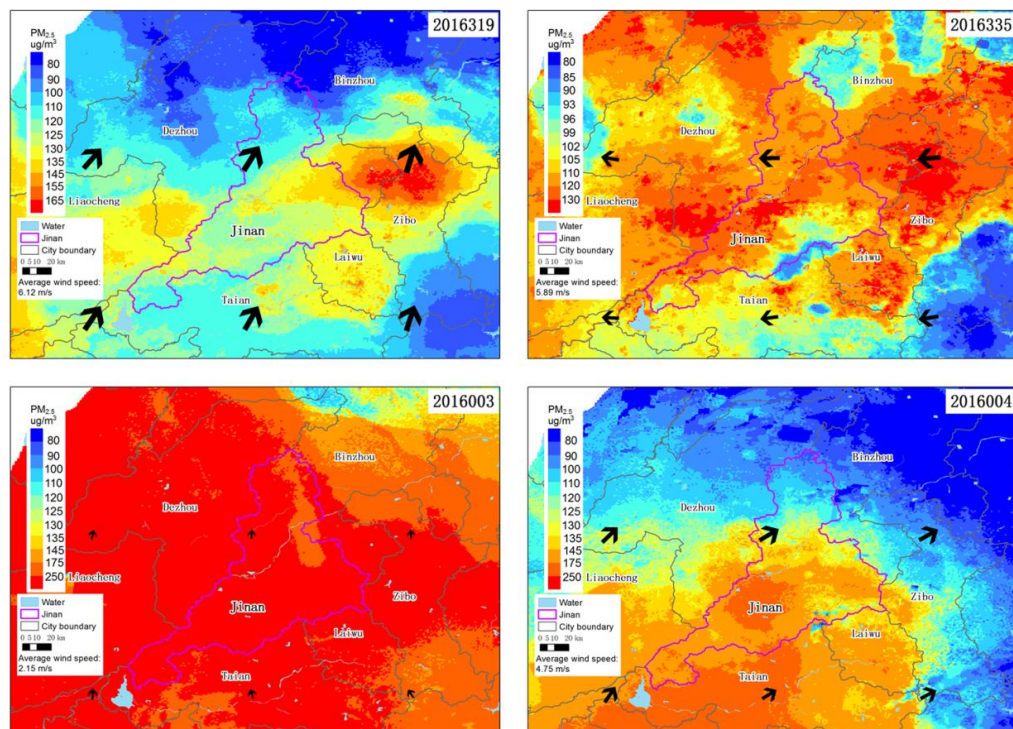 2016319
PM2.5
ug/m³
80
90
100
110
120
125
130
135
145
165
Binzhou
Dezhou
Liaocheng
Zibo
Jinan
Laiwu
Taian
Water
Jinan
City boundary
0 5 10 20 km
Average wind speed:
6.12 m/s
2016335
PM2.5
ug/m³
80
85
90
93
96
99
102
105
110
120
130
Binzhou
Dezhou
Liaocheng
Zibo
Jinan
Laiwu
Taian
Water
Jinan
City boundary
0 5 10 20 km
Average wind speed:
5.89 m/s
2016003
PM2.5
ug/m³
80
90
100
110
120
125
130
145
175
250
Binzhou
Dezhou
Liaocheng
Zibo
Jinan
Laiwu
Taian
Water
Jinan
City boundary
0 5 10 20 km
Average wind speed:
2.15 m/s
2016004
PM2.5
ug/m³
80
90
100
110
120
125
130
145
175
250
Binzhou
Dezhou
Liaocheng
Zibo
Jinan
Laiwu
Taian
Water
Jinan
City boundary
0 5 10 20 km
Average wind speed:
4.75 m/s